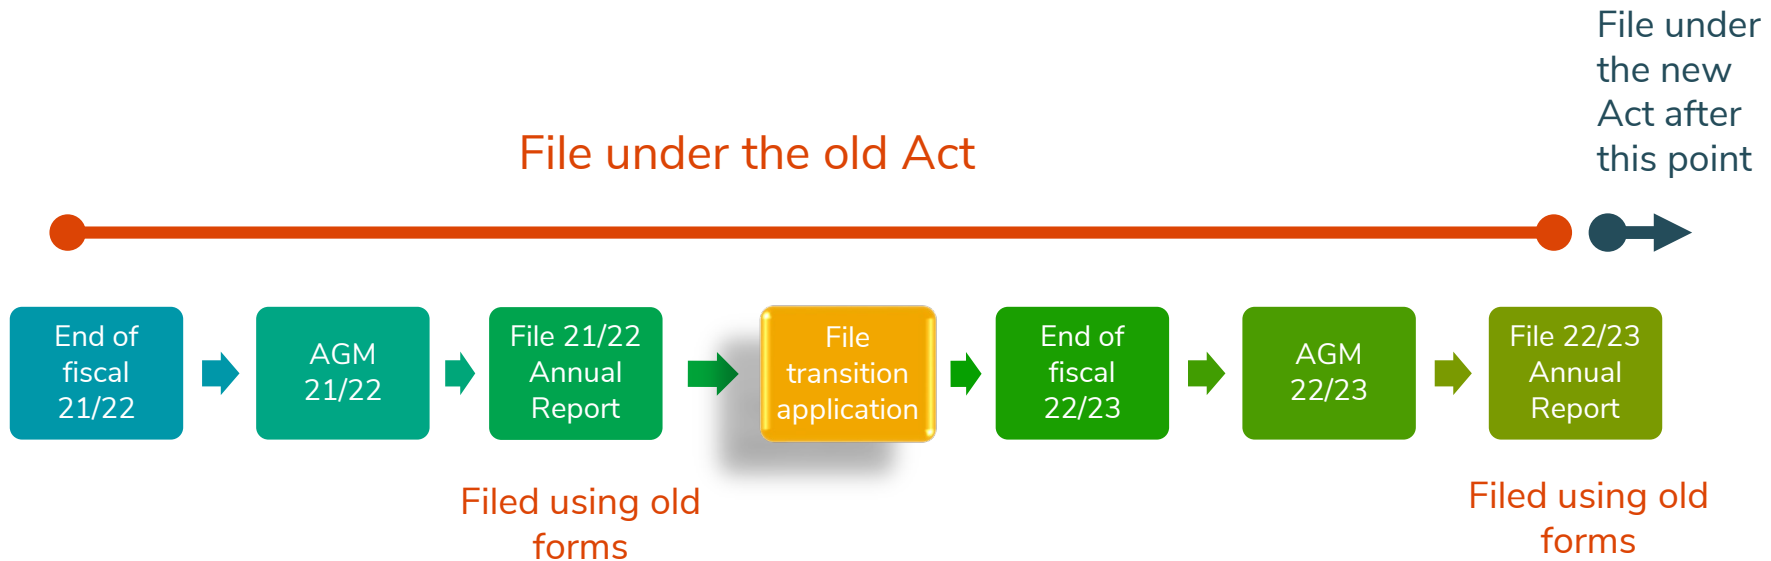 File under
the new
Act after
this point
File under the old Act
End of
fiscal
21/22
AGM
21/22
File 21/22
Annual
Report
File
transition
application
End of
fiscal
22/23
AGM
22/23
File 22/23
Annual
Report
Filed using old
forms
Filed using old
forms